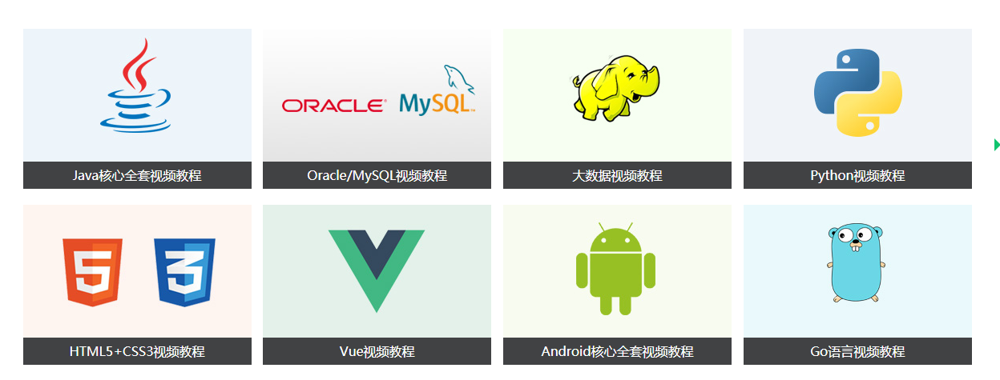 ORACLE MySQL
Java核心全套视频教程
Oracle/MySQL视频教程
大数据视频教程
Python视频教程
5
3
HTML5+CSS3视频教程
Vue视频教程
Android核心全套视频教程
Go语言视频教程